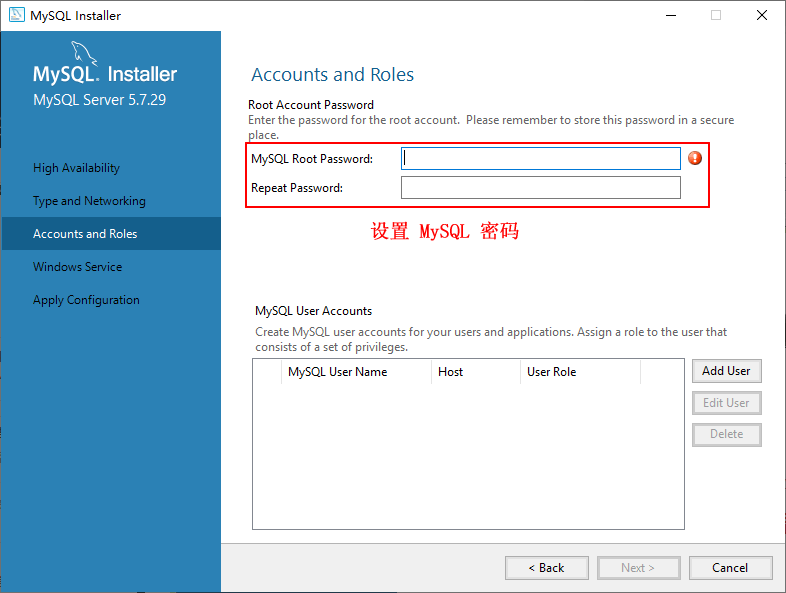 MySQL Installer
MySQL. Installer
MySQL Server 5.7.29
High Availability
Type and Networking
Accounts and Roles
Windows Service
Apply Configuration
Accounts and Roles
Root Account Password
Enter the password for the root account. Please remember to store this password in a secure
place.
MySQL Root Password:
Repeat Password:
设置 MySQL 密码
MySQL User Accounts
Create MySQL user accounts for your users and applications. Assign a role to the user that
consists of a set of privileges.
MySQL User Name Host User Role
Add User
Edit User
Delete
< Back Next > Cancel